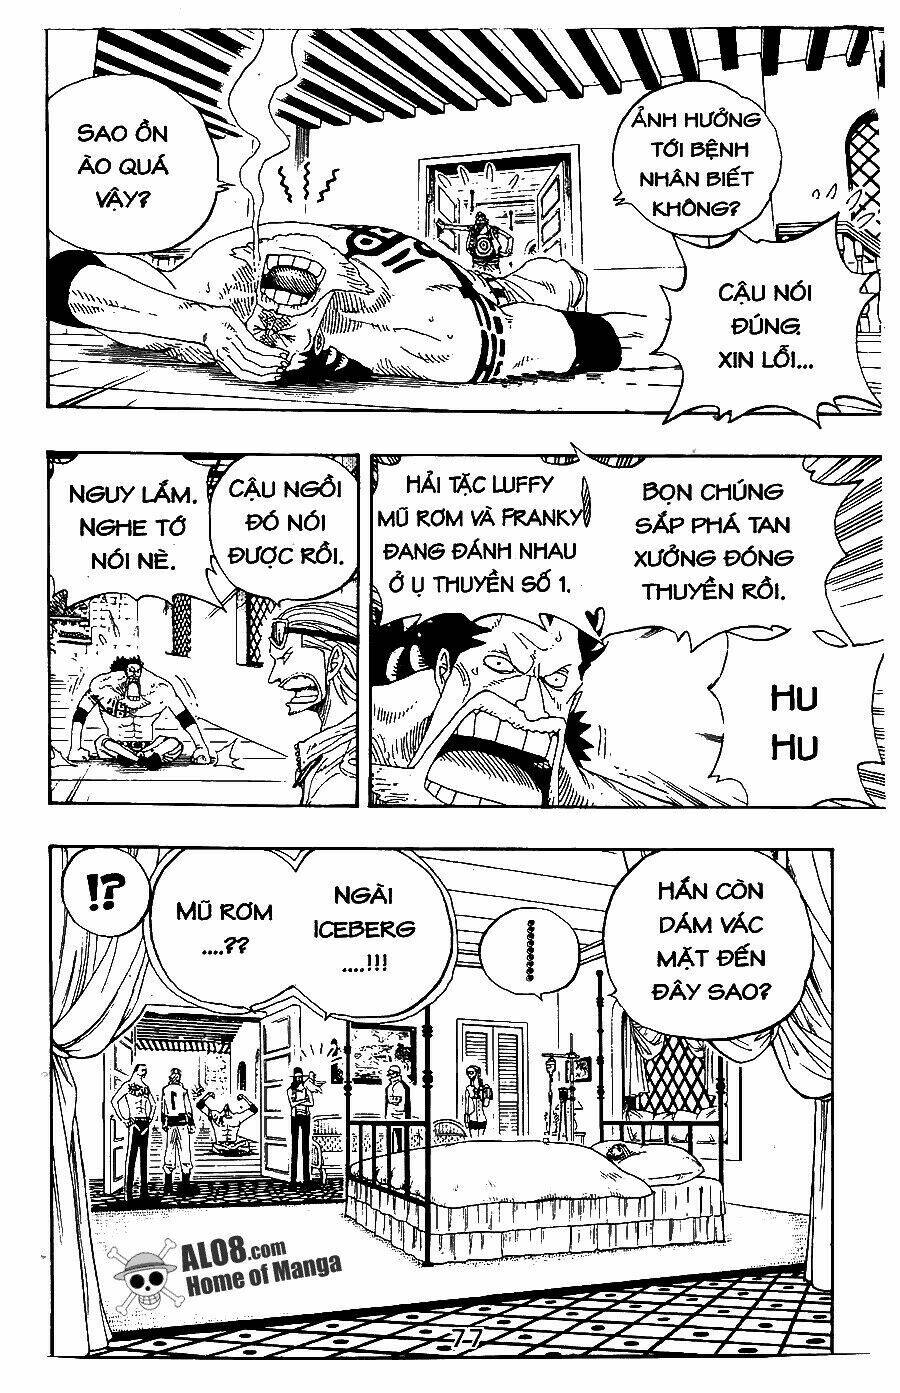 ẢNH HƯỞNG
TỚI BỆNH
NHÂN BIẾT
KHÔNG?
SAO ỒN
ÀO QUÁ
VẬY?
CẬU NÓI
ĐÚNG
XIN LỖI...
BỌN CHÚNG
SẮP PHÁ TAN
XƯỞNG ĐÓNG
THUYỀN RỒI.
HẢI TẶC LUFFY
MŨ RƠM VÀ FRANKY
ĐANG ĐÁNH NHAU
Ở Ụ THUYỀN SỐ 1.
HU
HU
CẬU NGỒI
ĐÓ NÓI
ĐƯỢC RỒI.
NGUY LẮM.
NGHE TỚ
NÓI NÈ.
HẮN CÒN
DÁM VÁC
MẶT ĐẾN
ĐÂY SAO?
.........
NGÀI
ICEBERG
....!!!
MŨ RƠM
....??
!?
AL08.com
Home of Manga
77